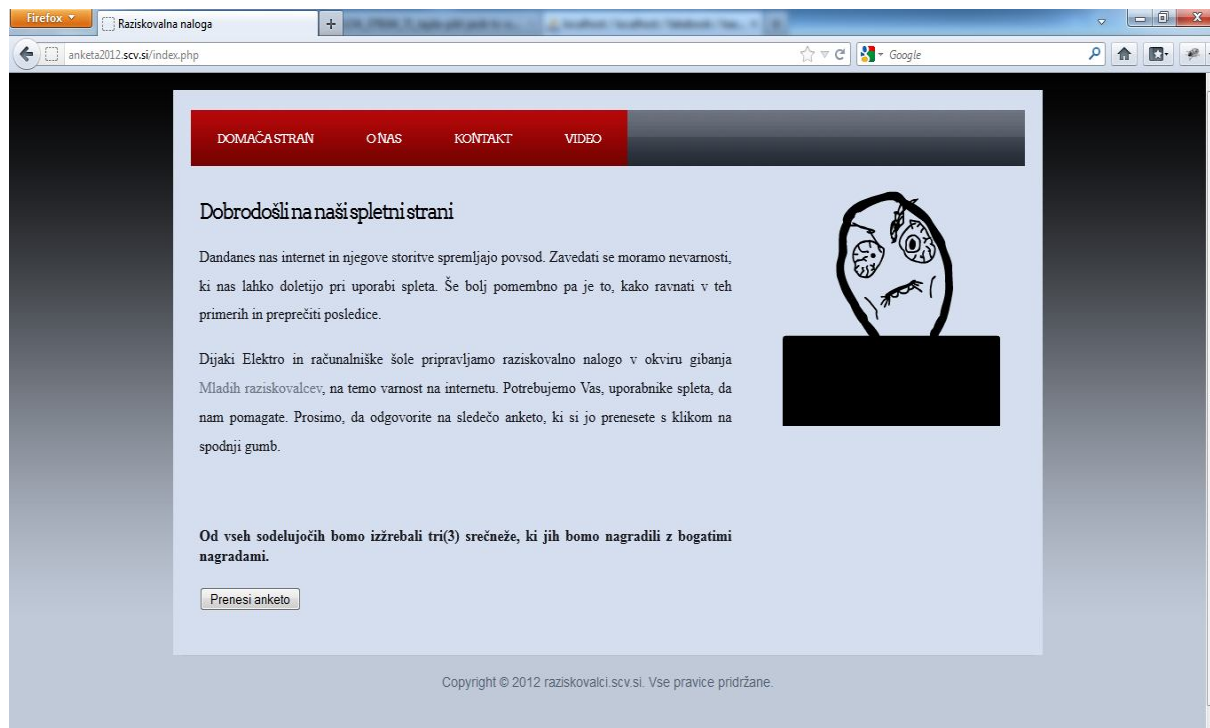 Firefox
Raziskovalna naloga
anketa2012.scv.si/index.php
Google
DOMAČA STRAN O NAS KONTAKT VIDEO
Dobrodošli na naši spletni strani
Dandanes nas internet in njegove storitve spremljajo povsod. Zavedati se moramo nevarnosti,
ki nas lahko doletijo pri uporabi spleta. Še bolj pomembno pa je to, kako ravnati v teh
primerih in preprečiti posledice.
Dijaki Elektro in računalniške šole pripravljamo raziskovalno nalogo v okviru gibanja
Mladih raziskovalcev, na temo varnost na internetu. Potrebujemo Vas, uporabnike spleta, da
nam pomagate. Prosimo, da odgovorite na sledečo anketo, ki si jo prenesete s klikom na
spodnji gumb.
Od vseh sodelujočih bomo izžrebali tri(3) srečneže, ki jih bomo nagradili z bogatimi
nagradami.
Prenesi anketo
Copyright © 2012 raziskovalci.scv.si. Vse pravice pridržane.